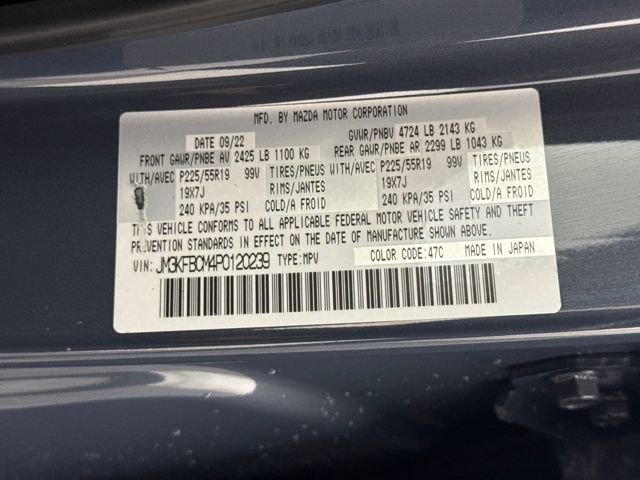 MFD. BY MAZDA MOTOR CORPORATION
DATE 09/22 GVWR/PNBV 4724 LB 2143 KG
FRONT GAWR/PNBE AV 2425 LB 1100 KG REAR GAWR/PNBE AR 2299 LB 1043 KG
WITH/AVEC P225/55R19 99V TIRES/PNEUS WITH/AVEC P225/55R19 99V TIRES/PNEUS
19X7J RIMS/JANTES 19X7J RIMS/JANTES
240 KPA/35 PSI COLD/A FROID 240 KPA/35 PSI COLD/A FROID
THIS VEHICLE CONFORMS TO ALL APPLICABLE FEDERAL MOTOR VEHICLE SAFETY AND THEFT
PREVENTION STANDARDS IN EFFECT ON THE DATE OF MANUFACTURE SHOWN ABOVE.
VIN: JM3KFBCM4P0120239 TYPE:MPV COLOR CODE:47C MADE IN JAPAN